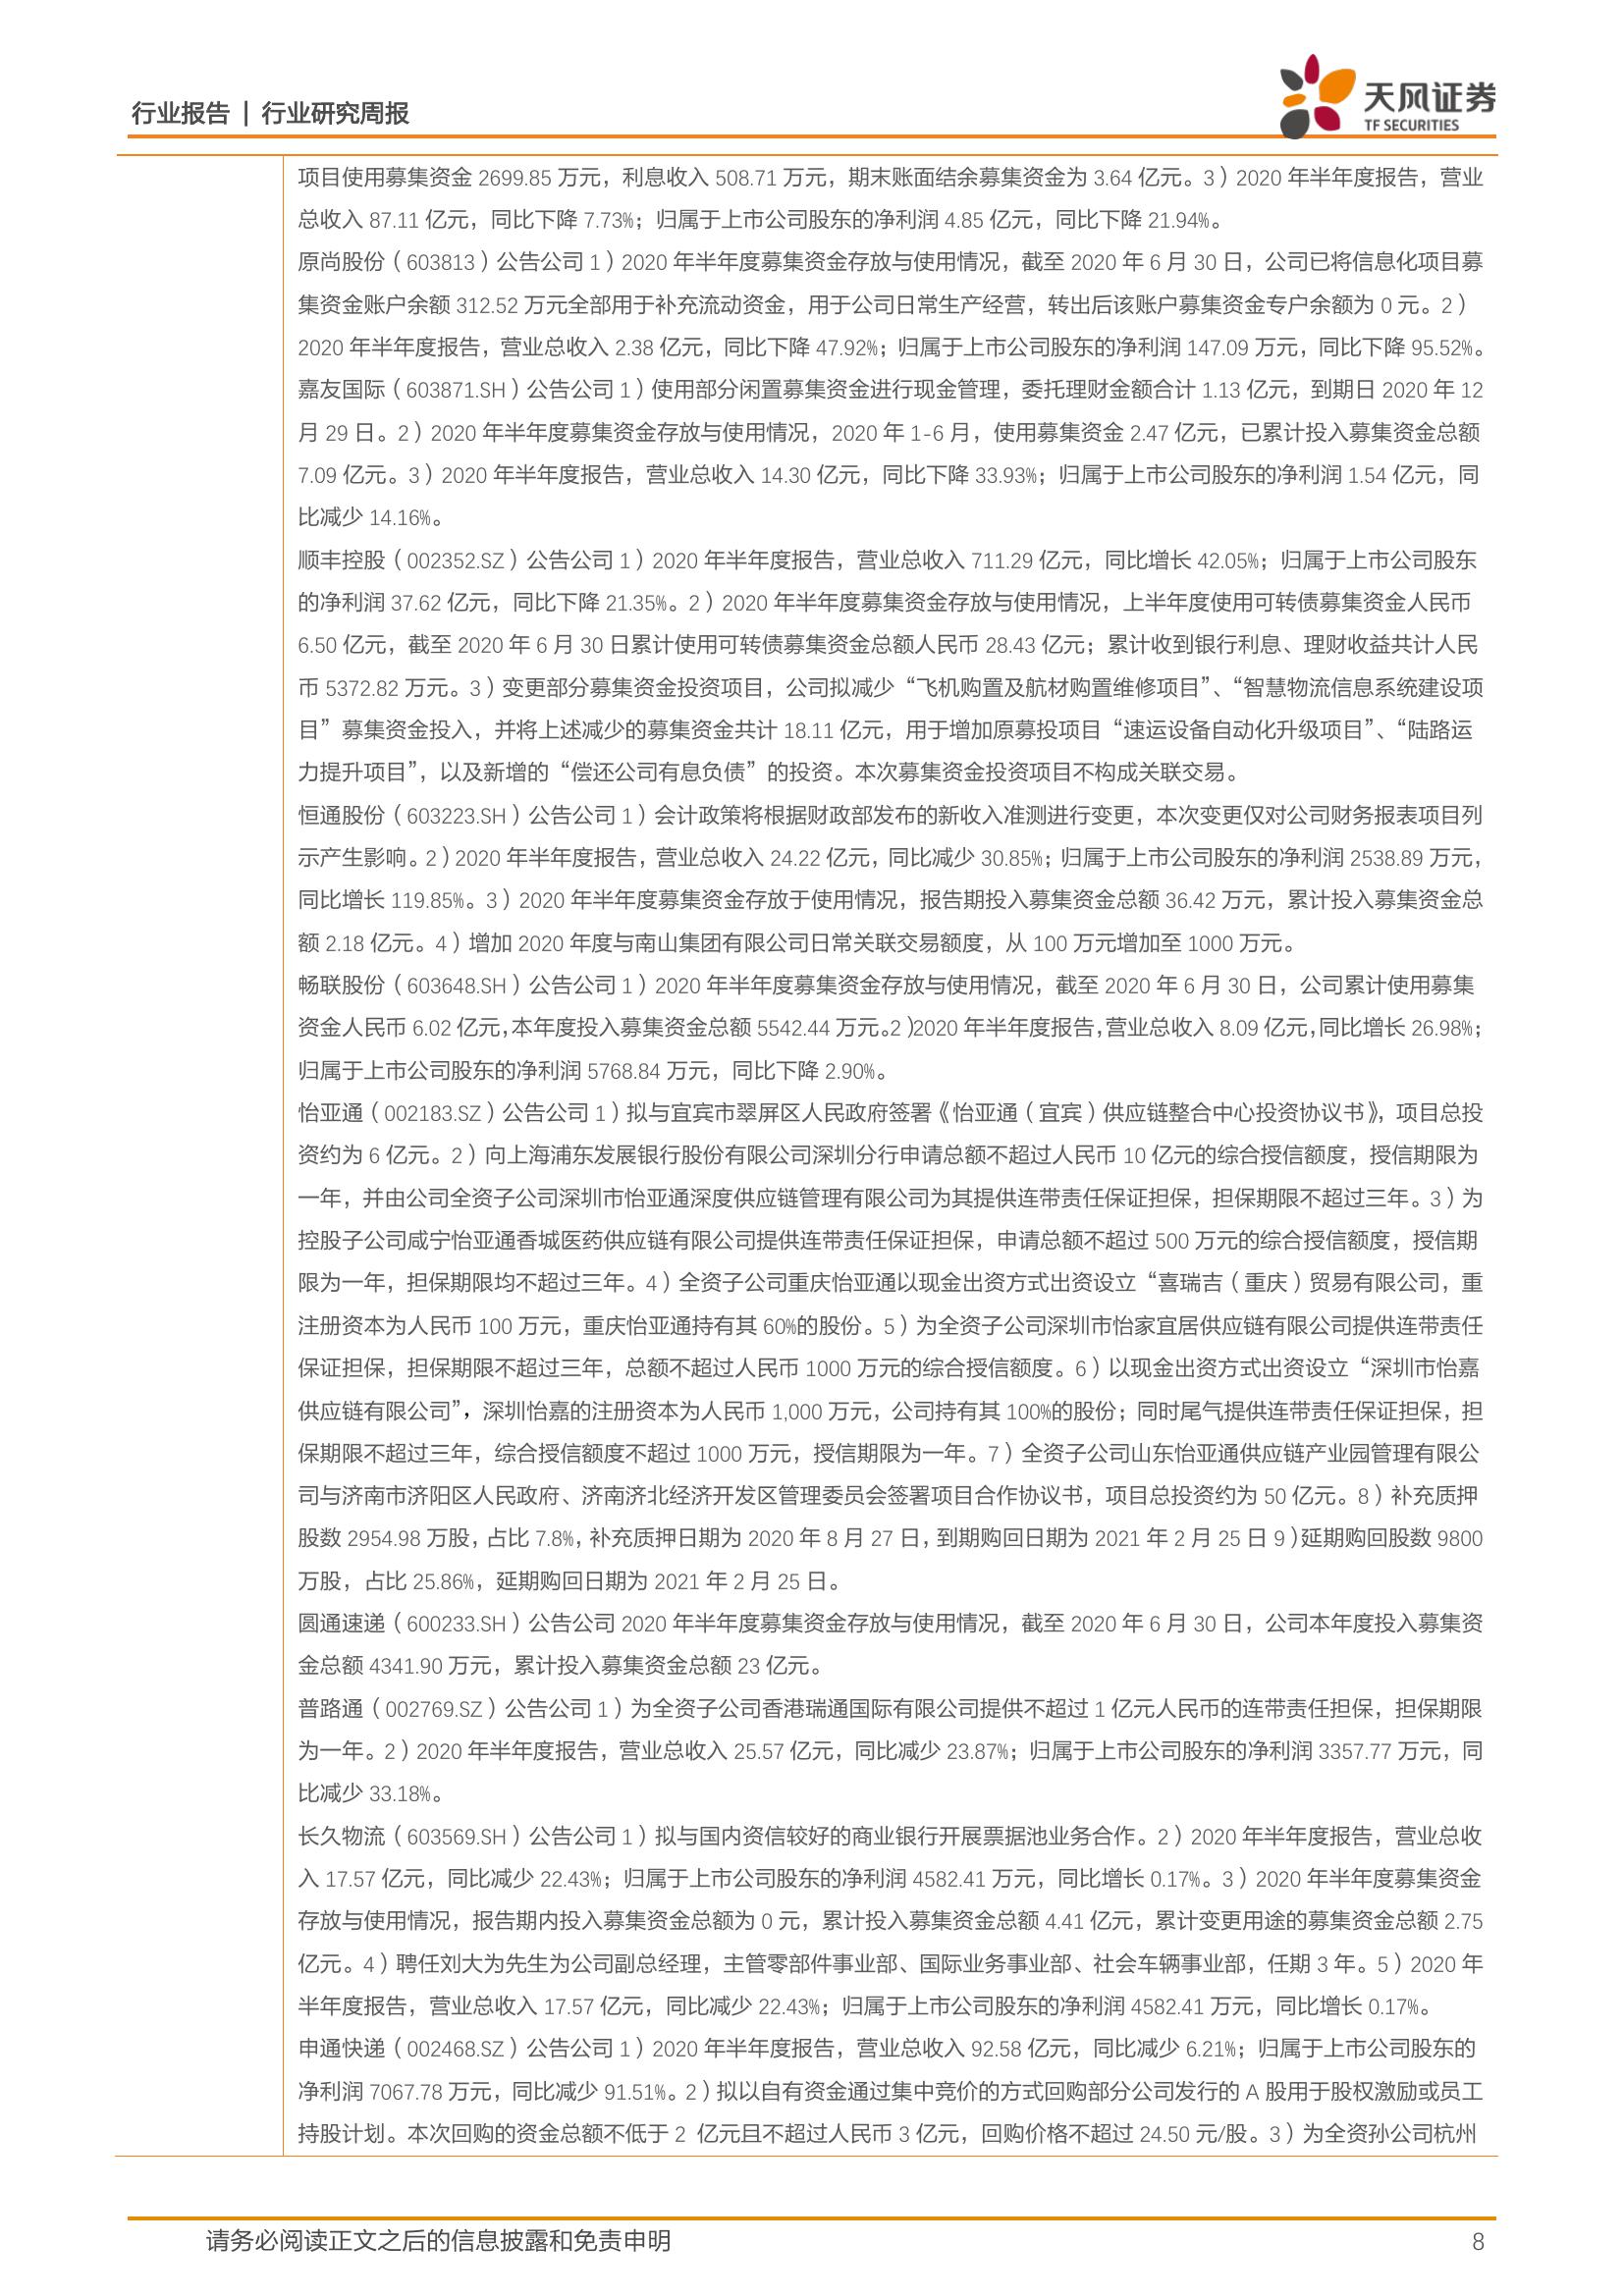 行业报告 | 行业研究周报
天风证券
TF SECURITIES
项目使用募集资金 2699.85 万元，利息收入 508.71 万元，期末账面结余募集资金为 3.64 亿元。3）2020 年半年度报告，营业
总收入 87.11 亿元，同比下降 7.73%；归属于上市公司股东的净利润 4.85 亿元，同比下降 21.94%。
原尚股份（603813）公告公司 1）2020 年半年度募集资金存放与使用情况，截至 2020 年 6 月 30 日，公司已将信息化项目募
集资金账户余额 312.52 万元全部用于补充流动资金，用于公司日常生产经营，转出后该账户募集资金专户余额为 0 元。2）
2020 年半年度报告，营业总收入 2.38 亿元，同比下降 47.92%；归属于上市公司股东的净利润 147.09 万元，同比下降 95.52%。
嘉友国际（603871.SH）公告公司 1）使用部分闲置募集资金进行现金管理，委托理财金额合计 1.13 亿元，到期日 2020 年 12
月 29 日。2）2020 年半年度募集资金存放与使用情况，2020 年 1-6 月，使用募集资金 2.47 亿元，已累计投入募集资金总额
7.09 亿元。3）2020 年半年度报告，营业总收入 14.30 亿元，同比下降 33.93%；归属于上市公司股东的净利润 1.54 亿元，同
比减少 14.16%。
顺丰控股（002352.SZ）公告公司 1）2020 年半年度报告，营业总收入 711.29 亿元，同比增长 42.05%；归属于上市公司股东
的净利润 37.62 亿元，同比下降 21.35%。2）2020 年半年度募集资金存放与使用情况，上半年度使用可转债募集资金人民币
6.50 亿元，截至 2020 年 6 月 30 日累计使用可转债募集资金总额人民币 28.43 亿元；累计收到银行利息、理财收益共计人民
币 5372.82 万元。3）变更部分募集资金投资项目，公司拟减少“飞机购置及航材购置维修项目”、“智慧物流信息系统建设项
目”募集资金投入，并将上述减少的募集资金共计 18.11 亿元，用于增加原募投项目“速运设备自动化升级项目”、“陆路运
力提升项目”，以及新增的“偿还公司有息负债”的投资。本次募集资金投资项目不构成关联交易。
恒通股份（603223.SH）公告公司 1）会计政策将根据财政部发布的新收入准测进行变更，本次变更仅对公司财务报表项目列
示产生影响。2）2020 年半年度报告，营业总收入 24.22 亿元，同比减少 30.85%；归属于上市公司股东的净利润 2538.89 万元，
同比增长 119.85%。3）2020 年半年度募集资金存放于使用情况，报告期投入募集资金总额 36.42 万元，累计投入募集资金总
额 2.18 亿元。4）增加 2020 年度与南山集团有限公司日常关联交易额度，从 100 万元增加至 1000 万元。
畅联股份（603648.SH）公告公司 1）2020 年半年度募集资金存放与使用情况，截至 2020 年 6 月 30 日，公司累计使用募集
资金人民币 6.02 亿元，本年度投入募集资金总额 5542.44 万元。2）2020 年半年度报告，营业总收入 8.09 亿元，同比增长 26.98%；
归属于上市公司股东的净利润 5768.84 万元，同比下降 2.90%。
怡亚通（002183.SZ）公告公司 1）拟与宜宾市翠屏区人民政府签署《怡亚通（宜宾）供应链整合中心投资协议书》，项目总投
资约为 6 亿元。2）向上海浦东发展银行股份有限公司深圳分行申请总额不超过人民币 10 亿元的综合授信额度，授信期限为
一年，并由公司全资子公司深圳市怡亚通深度供应链管理有限公司为其提供连带责任保证担保，担保期限不超过三年。3）为
控股子公司咸宁怡亚通香城医药供应链有限公司提供连带责任保证担保，申请总额不超过 500 万元的综合授信额度，授信期
限为一年，担保期限均不超过三年。4）全资子公司重庆怡亚通以现金出资方式出资设立“喜瑞吉（重庆）贸易有限公司，重
注册资本为人民币 100 万元，重庆怡亚通持有其 60%的股份。5）为全资子公司深圳市怡家宜居供应链有限公司提供连带责任
保证担保，担保期限不超过三年，总额不超过人民币 1000 万元的综合授信额度。6）以现金出资方式出资设立“深圳市怡嘉
供应链有限公司”，深圳怡嘉的注册资本为人民币 1,000 万元，公司持有其 100%的股份；同时尾气提供连带责任保证担保，担
保期限不超过三年，综合授信额度不超过 1000 万元，授信期限为一年。7）全资子公司山东怡亚通供应链产业园管理有限公
司与济南市济阳区人民政府、济南济北经济开发区管理委员会签署项目合作协议书，项目总投资约为 50 亿元。8）补充质押
股数 2954.98 万股，占比 7.8%，补充质押日期为 2020 年 8 月 27 日，到期购回日期为 2021 年 2 月 25 日 9）延期购回股数 9800
万股，占比 25.86%，延期购回日期为 2021 年 2 月 25 日。
圆通速递（600233.SH）公告公司 2020 年半年度募集资金存放与使用情况，截至 2020 年 6 月 30 日，公司本年度投入募集资
金总额 4341.90 万元，累计投入募集资金总额 23 亿元。
普路通（002769.SZ）公告公司 1）为全资子公司香港瑞通国际有限公司提供不超过 1 亿元人民币的连带责任担保，担保期限
为一年。2）2020 年半年度报告，营业总收入 25.57 亿元，同比减少 23.87%；归属于上市公司股东的净利润 3357.77 万元，同
比减少 33.18%。
长久物流（603569.SH）公告公司 1）拟与国内资信较好的商业银行开展票据池业务合作。2）2020 年半年度报告，营业总收
入 17.57 亿元，同比减少 22.43%；归属于上市公司股东的净利润 4582.41 万元，同比增长 0.17%。3）2020 年半年度募集资金
存放与使用情况，报告期内投入募集资金总额为 0 元，累计投入募集资金总额 4.41 亿元，累计变更用途的募集资金总额 2.75
亿元。4）聘任刘大为先生为公司副总经理，主管零部件事业部、国际业务事业部、社会车辆事业部，任期 3 年。5）2020 年
半年度报告，营业总收入 17.57 亿元，同比减少 22.43%；归属于上市公司股东的净利润 4582.41 万元，同比增长 0.17%。
申通快递（002468.SZ）公告公司 1）2020 年半年度报告，营业总收入 92.58 亿元，同比减少 6.21%；归属于上市公司股东的
净利润 7067.78 万元，同比减少 91.51%。2）拟以自有资金通过集中竞价的方式回购部分公司发行的 A 股用于股权激励或员工
持股计划。本次回购的资金总额不低于 2 亿元且不超过人民币 3 亿元，回购价格不超过 24.50 元/股。3）为全资孙公司杭州
请务必阅读正文之后的信息披露和免责申明
8